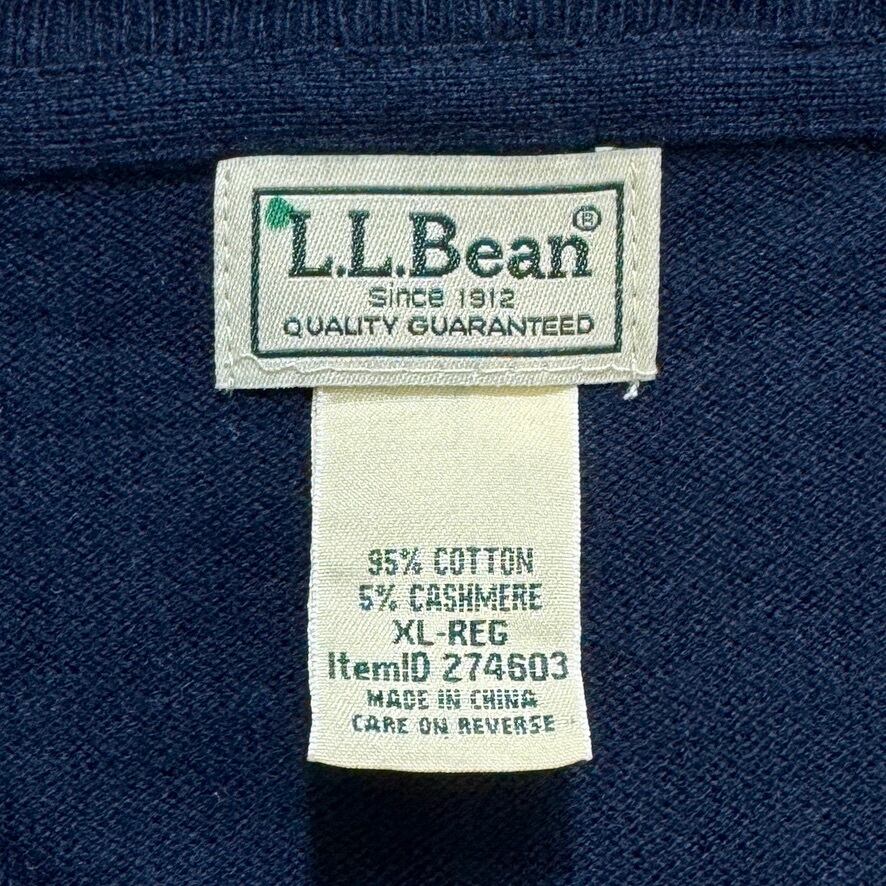 L.L.Bean®
Since 1912
QUALITY GUARANTEED
95% COTTON
5% CASHMERE
XL-REG
ItemID 274603
MADE IN CHINA
CARE ON REVERSE